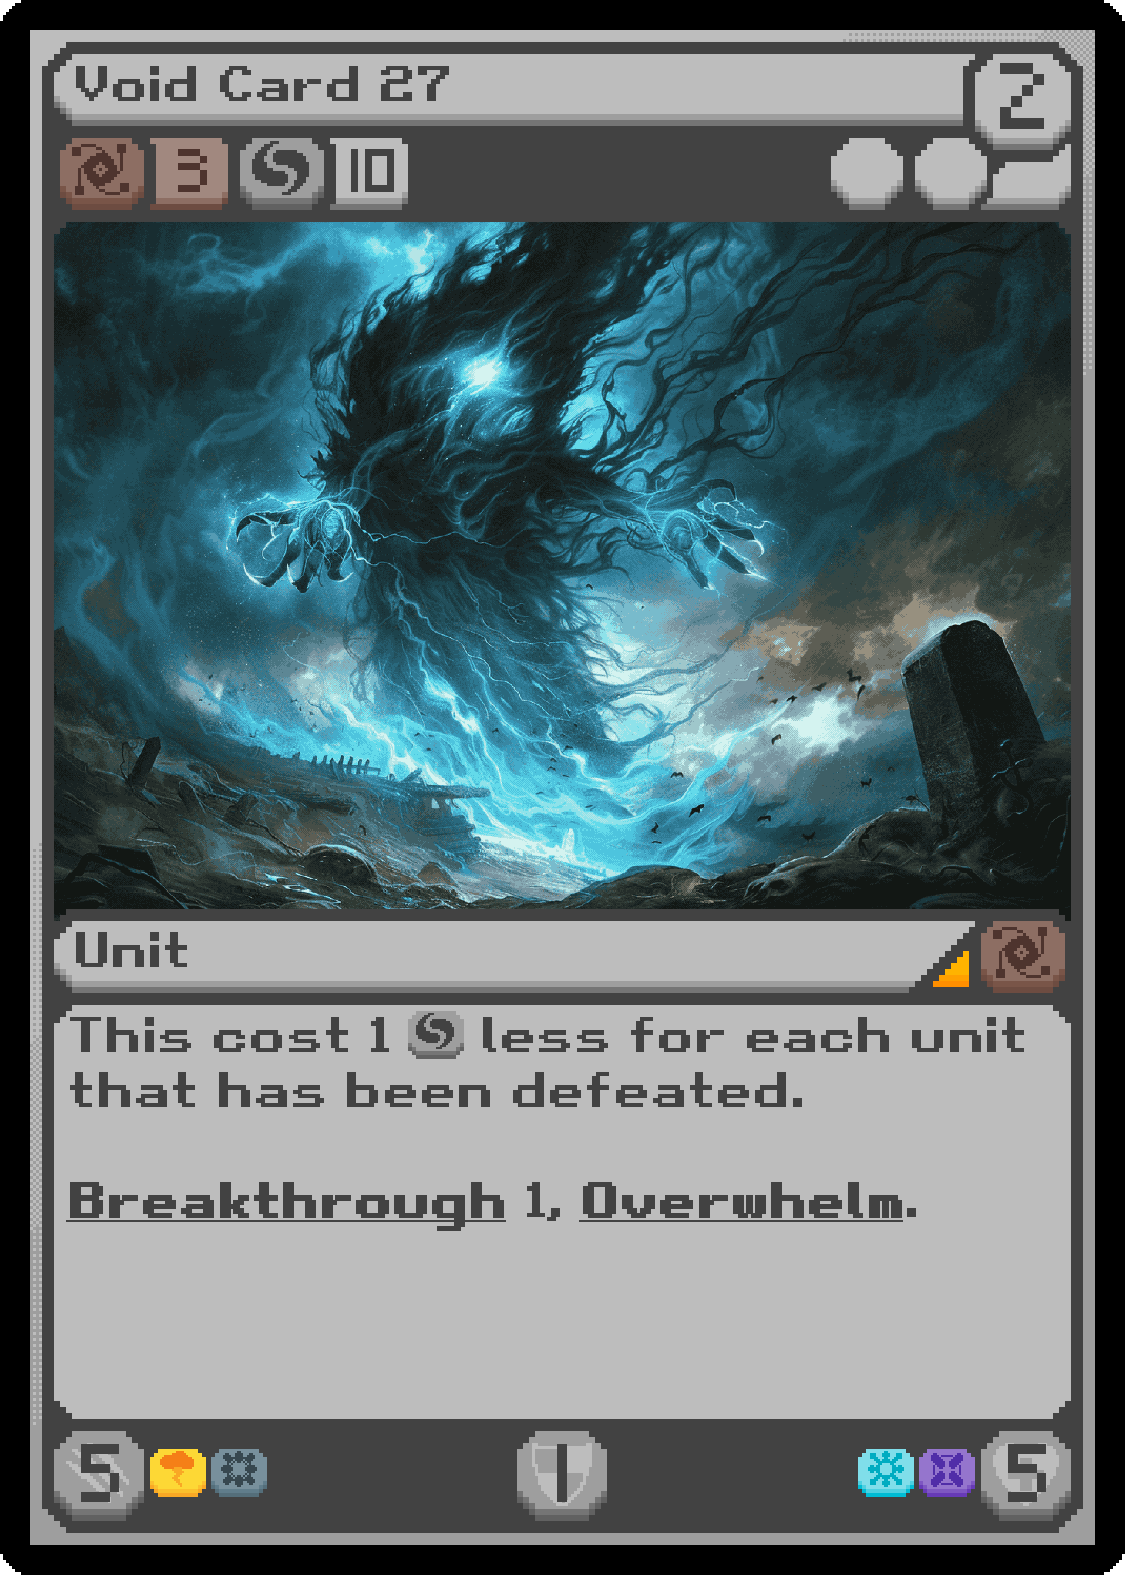 Void Card 27
2
3 10
Unit
This cost 1 less for each unit
that has been defeated.
Breakthrough 1, Overwhelm.
5 1 5